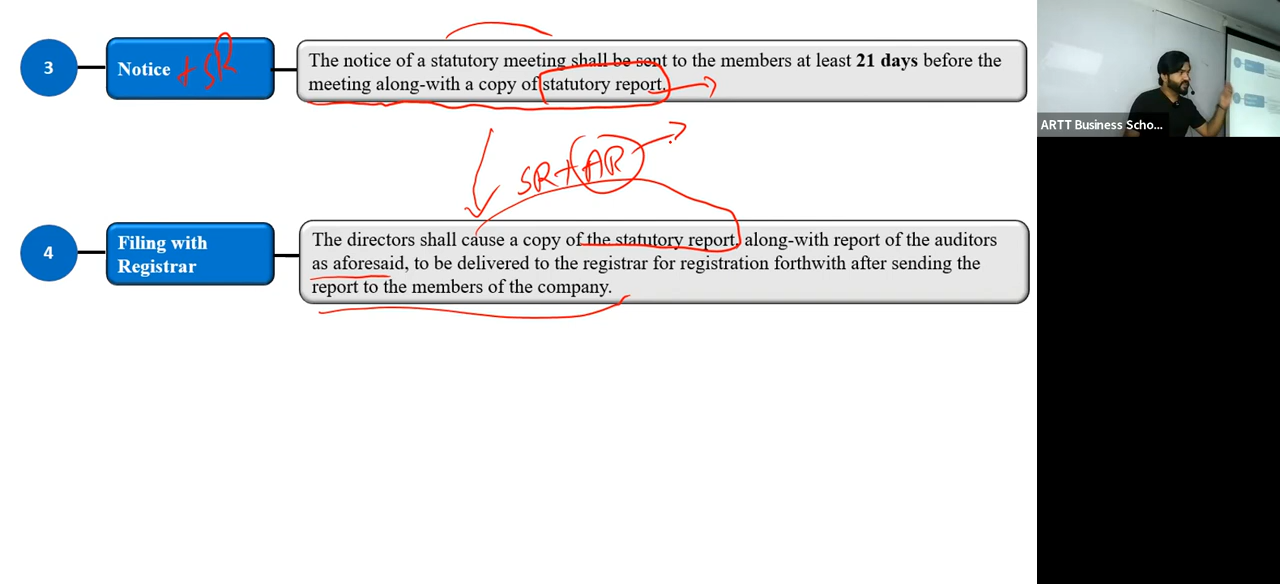 3
Notice + SR
The notice of a statutory meeting shall be sent to the members at least 21 days before the
meeting along-with a copy of statutory report.
ARTT Business Scho...
SR + AR
4
Filing with
Registrar
The directors shall cause a copy of the statutory report, along-with report of the auditors
as aforesaid, to be delivered to the registrar for registration forthwith after sending the
report to the members of the company.